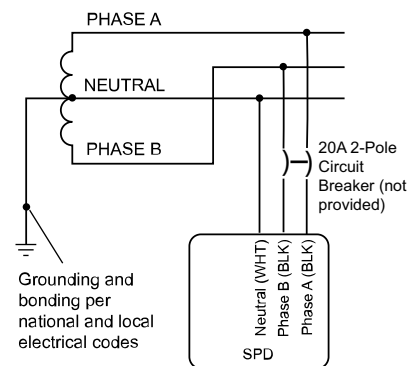 PHASE A
NEUTRAL
PHASE B
20A 2-Pole
Circuit
Breaker (not
provided)
Grounding and
bonding per
national and local
electrical codes
Neutral (WHT)
Phase B (BLK)
Phase A (BLK)
SPD